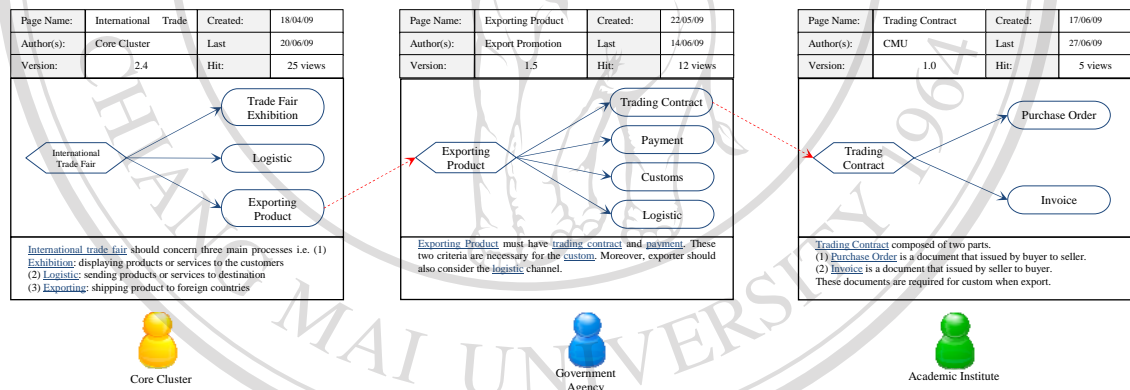 Page Name: International Trade Created: 18/04/09
Author(s): Core Cluster Last 20/06/09
Version: 2.4 Hit: 25 views
Trade Fair
Exhibition
International
Trade Fair
Logistic
Exporting
Product
International trade fair should concern three main processes i.e. (1)
Exhibition: displaying products or services to the customers
(2) Logistic: sending products or services to destination
(3) Exporting: shipping product to foreign countries
Core Cluster
Page Name: Exporting Product Created: 22/05/09
Author(s): Export Promotion Last 14/06/09
Version: 1.5 Hit: 12 views
Trading Contract
Exporting
Product
Payment
Customs
Logistic
Exporting Product must have trading contract and payment. These
two criteria are necessary for the custom. Moreover, exporter should
also consider the logistic channel.
Government
Agency
Page Name: Trading Contract Created: 17/06/09
Author(s): CMU Last 27/06/09
Version: 1.0 Hit: 5 views
Purchase Order
Trading
Contract
Invoice
Trading Contract composed of two parts.
(1) Purchase Order is a document that issued by buyer to seller.
(2) Invoice is a document that issued by seller to buyer.
These documents are required for custom when export.
Academic Institute
CHIANG MAI UNIVERSITY 1964